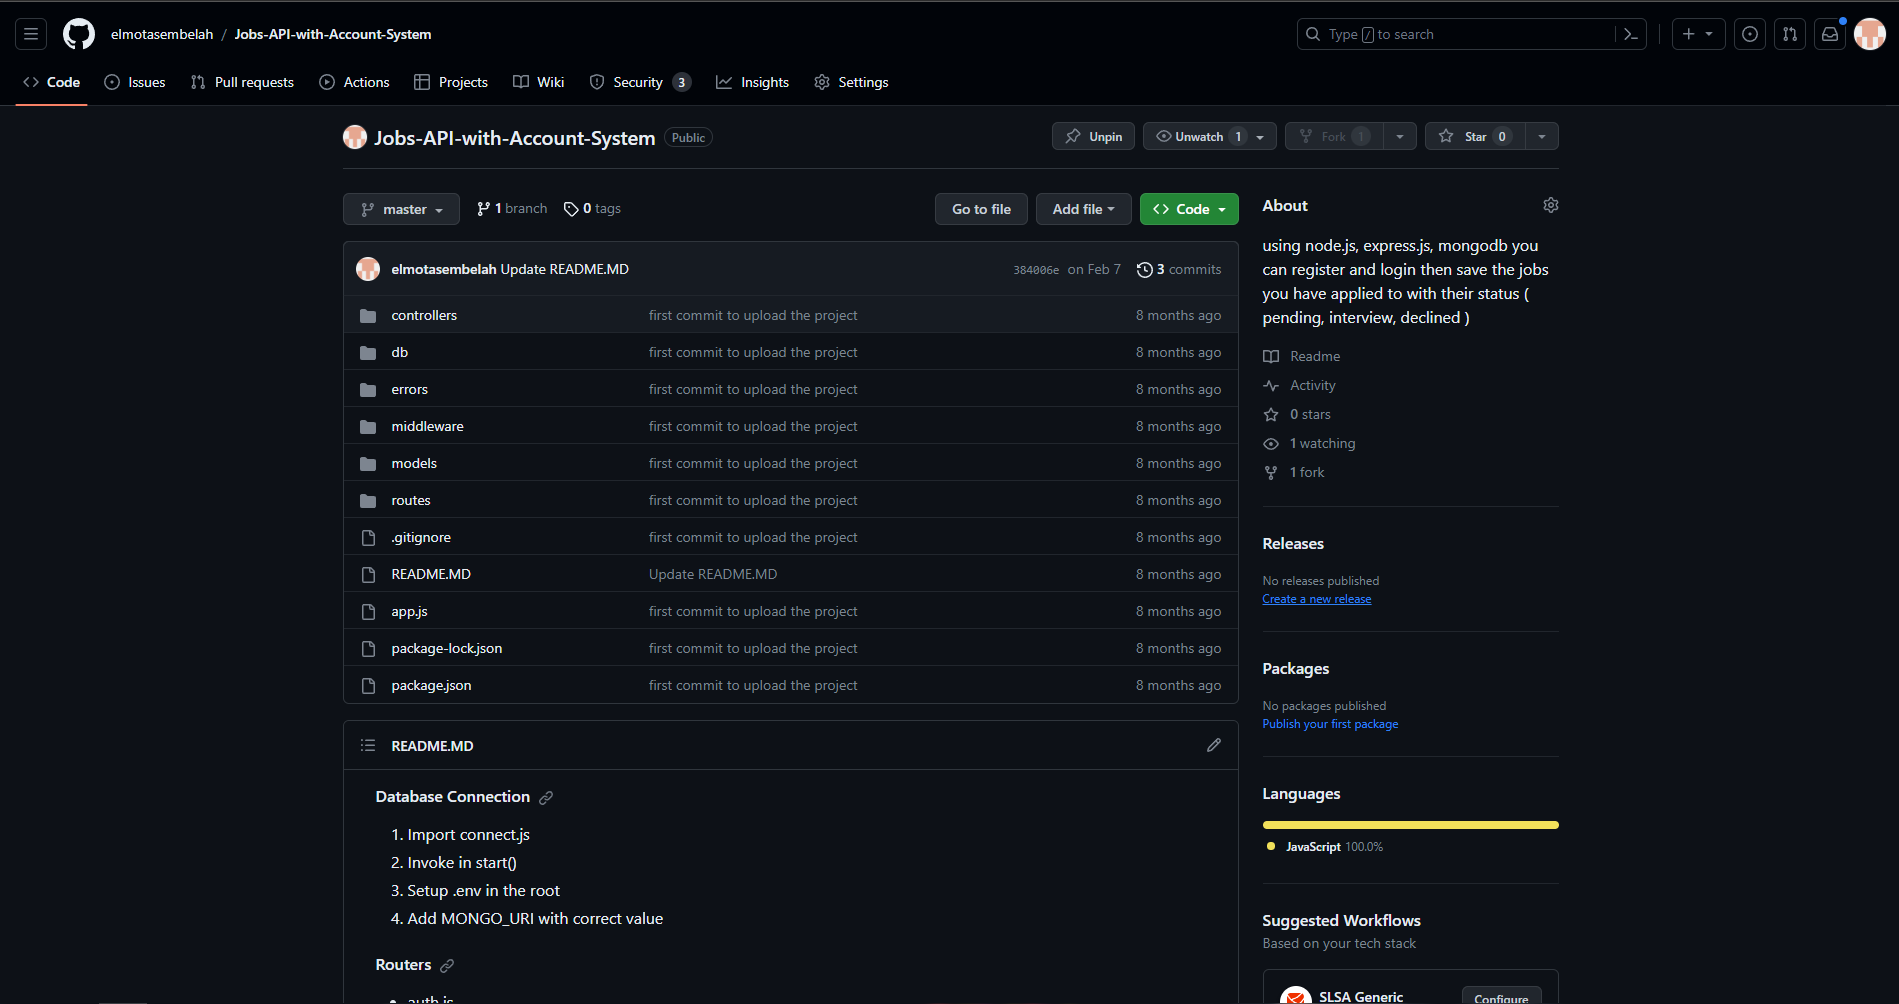 elmotasembelah / Jobs-API-with-Account-System
Type / to search
Code
Issues
Pull requests
Actions
Projects
Wiki
Security 3
Insights
Settings
Jobs-API-with-Account-System Public
Unpin
Unwatch 1
Fork 1
Star 0
master
1 branch
0 tags
Go to file
Add file
Code
elmotasembelah Update README.MD
384006e on Feb 7
3 commits
controllers first commit to upload the project 8 months ago
db first commit to upload the project 8 months ago
errors first commit to upload the project 8 months ago
middleware first commit to upload the project 8 months ago
models first commit to upload the project 8 months ago
routes first commit to upload the project 8 months ago
.gitignore first commit to upload the project 8 months ago
README.MD Update README.MD 8 months ago
app.js first commit to upload the project 8 months ago
package-lock.json first commit to upload the project 8 months ago
package.json first commit to upload the project 8 months ago
README.MD
Database Connection
1. Import connect.js
2. Invoke in start()
3. Setup .env in the root
4. Add MONGO_URI with correct value
Routers
auth.js
About
using node.js, express.js, mongodb you
can register and login then save the jobs
you have applied to with their status (
pending, interview, declined )
Readme
Activity
0 stars
1 watching
1 fork
Releases
No releases published
Create a new release
Packages
No packages published
Publish your first package
Languages
JavaScript 100.0%
Suggested Workflows
Based on your tech stack
SLSA Generic
Configure